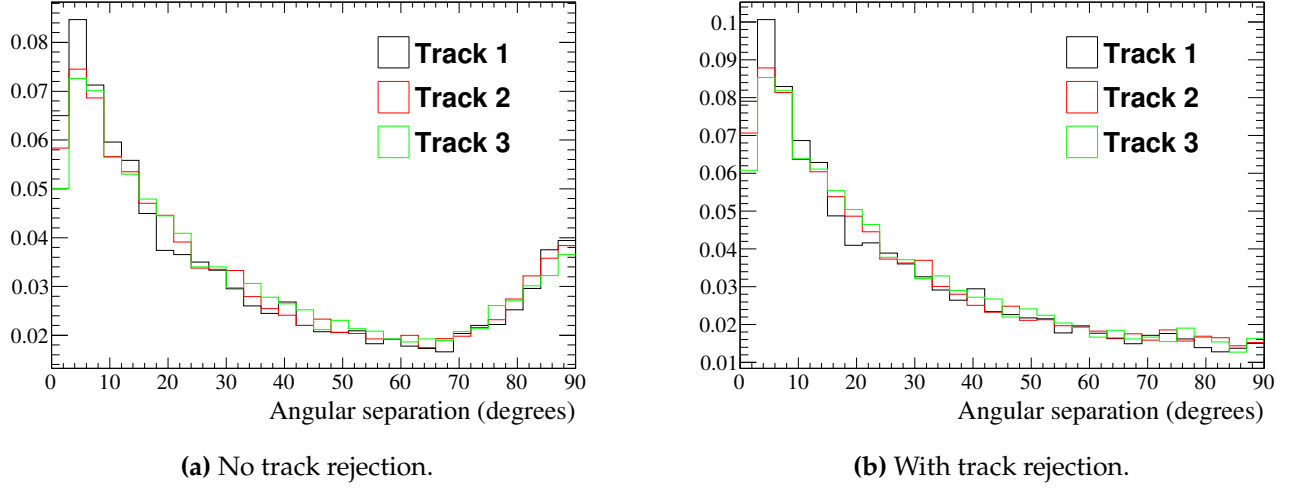 0.08
0.07
0.06
0.05
0.04
0.03
0.02
0 10 20 30 40 50 60 70 80 90
Angular separation (degrees)
Track 1
Track 2
Track 3
(a) No track rejection.
0.1
0.09
0.08
0.07
0.06
0.05
0.04
0.03
0.02
0.01
0 10 20 30 40 50 60 70 80 90
Angular separation (degrees)
Track 1
Track 2
Track 3
(b) With track rejection.